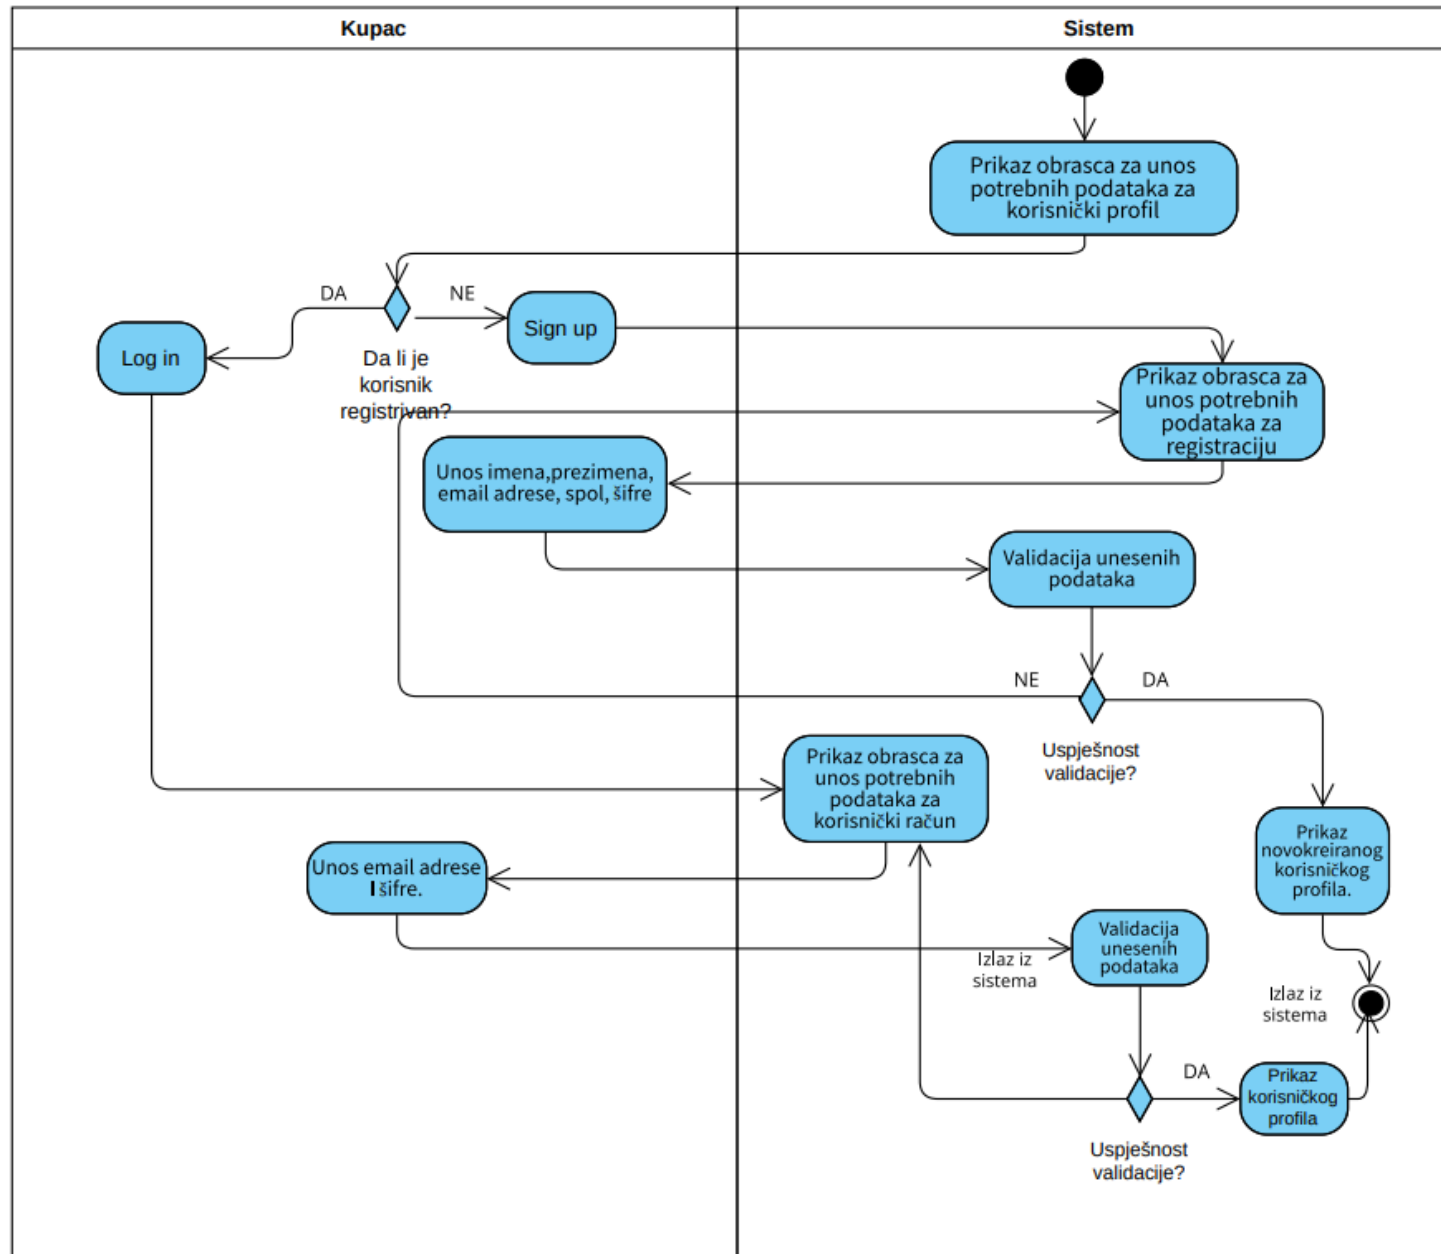 Kupac
Sistem
Prikaz obrasca za unos
potrebnih podataka za
korisnički profil
DA
NE
Sign up
Log in
Da li je
korisnik
registrivan?
Prikaz obrasca za
unos potrebnih
podataka za
registraciju
Unos imena,prezimena,
email adrese, spol, šifre
Validacija unesenih
podataka
NE
DA
Uspješnost
validacije?
Prikaz obrasca za
unos potrebnih
podataka za
korisnički račun
Prikaz
novokreiranog
korisničkog
profila.
Unos email adrese
I šifre.
Validacija
unesenih
podataka
Izlaz iz
sistema
Izlaz iz
sistema
DA
Prikaz
korisničkog
profila
Uspješnost
validacije?